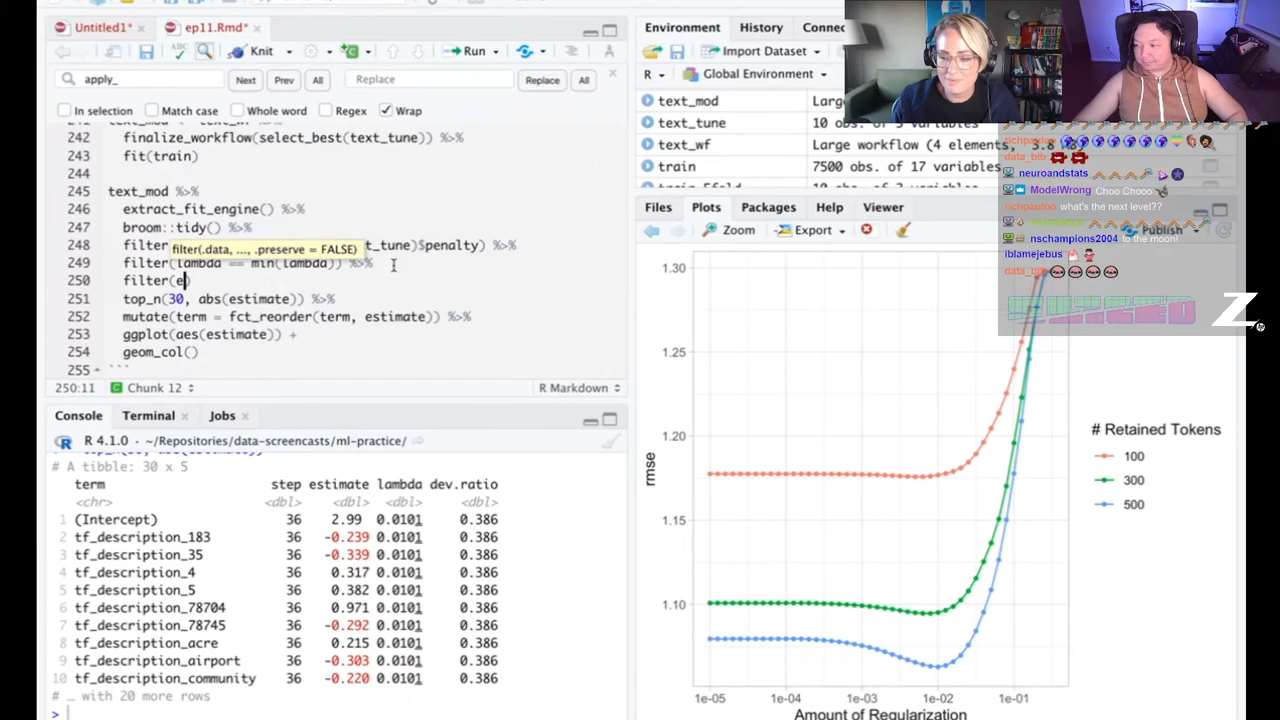 Untitled1* ×
ep11.Rmd* ×
Knit
Run
apply_
Next
Prev
All
Replace
Replace
All
In selection
Match case
Whole word
Regex
Wrap
242 finalize_workflow(select_best(text_tune)) %>%
243 fit(train)
244
245 text_mod %>%
246 extract_fit_engine() %>%
247 broom::tidy() %>%
filter(.data, ..., .preserve = FALSE)
248 filter t_tune)$penalty) %>%
249 filter(lambda == min(lambda)) %>%
250 filter(e)
251 top_n(30, abs(estimate)) %>%
252 mutate(term = fct_reorder(term, estimate)) %>%
253 ggplot(aes(estimate)) +
254 geom_col()
255 ```
250:11 Chunk 12 R Markdown
Console Terminal × Jobs ×
R 4.1.0 · ~/Repositories/data-screencasts/ml-practice/
# A tibble: 30 x 5
term step estimate lambda dev.ratio
<chr> <dbl> <dbl> <dbl> <dbl>
1 (Intercept) 36 2.99 0.0101 0.386
2 tf_description_183 36 -0.239 0.0101 0.386
3 tf_description_35 36 -0.339 0.0101 0.386
4 tf_description_4 36 0.317 0.0101 0.386
5 tf_description_5 36 0.382 0.0101 0.386
6 tf_description_78704 36 0.971 0.0101 0.386
7 tf_description_78745 36 -0.292 0.0101 0.386
8 tf_description_acre 36 0.215 0.0101 0.386
9 tf_description_airport 36 -0.303 0.0101 0.386
10 tf_description_community 36 -0.220 0.0101 0.386
# … with 20 more rows
>
Environment History Connec
Import Dataset
R Global Environment
text_mod Large
text_tune 10 obs. of 5 variables
text_wf Large workflow (4 elements, 3.8
train 7500 obs. of 17 variables
Files Plots Packages Help Viewer
Zoom Export Publish
richpauloo
data_bib
neuroandstats
ModelWrong Choo Chooo
richpauloo what's the next level??
nschampions2004 to the moon!
iblamejebus
data_bib
SLICED
hp
1.30
1.25
1.20
1.15
1.10
rmse
1e-05 1e-04 1e-03 1e-02 1e-01
Amount of Regularization
# Retained Tokens
100
300
500